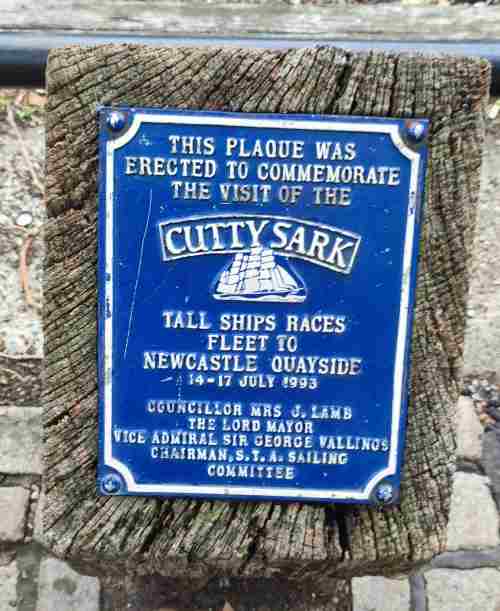 THIS PLAQUE WAS
ERECTED TO COMMEMORATE
THE VISIT OF THE
CUTTY SARK
TALL SHIPS RACES
FLEET TO
NEWCASTLE QUAYSIDE
14-17 JULY 1993
COUNCILLOR MRS J. LAMB
THE LORD MAYOR
VICE ADMIRAL SIR GEORGE VALLINGS
CHAIRMAN, S.T.A. SAILING
COMMITTEE